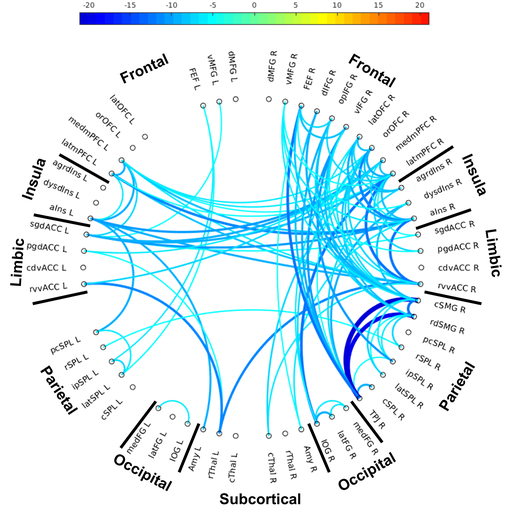 -20 -15 -10 -5 0 5 10 15 20
Frontal
Frontal
FEF L
vMFG L
dMFG L
dMFG R
vMFG R
FEF R
dlFG R
opIFG R
vIFG R
latOFC R
orOFC R
medmPFC R
latmPFC R
agrdIns R
dysdIns R
aIns R
Insula
sgdACC R
pgdACC R
cdvACC R
rvvACC R
Limbic
cSMG R
rdSMG R
pcSPL R
rSPL R
ipSPL R
latSPL R
cSPL R
TPJ R
Parietal
medFG R
latFG R
IOG R
Occipital
Amy R
rThal R
cThal R
cThal L
rThal L
Amy L
Subcortical
IOG L
latFG L
medFG L
Occipital
cSPL L
latSPL L
ipSPL L
rSPL L
pcSPL L
Parietal
rvvACC L
cdvACC L
pgdACC L
sgdACC L
Limbic
aIns L
dysdIns L
agrdIns L
Insula
latmPFC L
medmPFC L
orOFC L
latOFC L